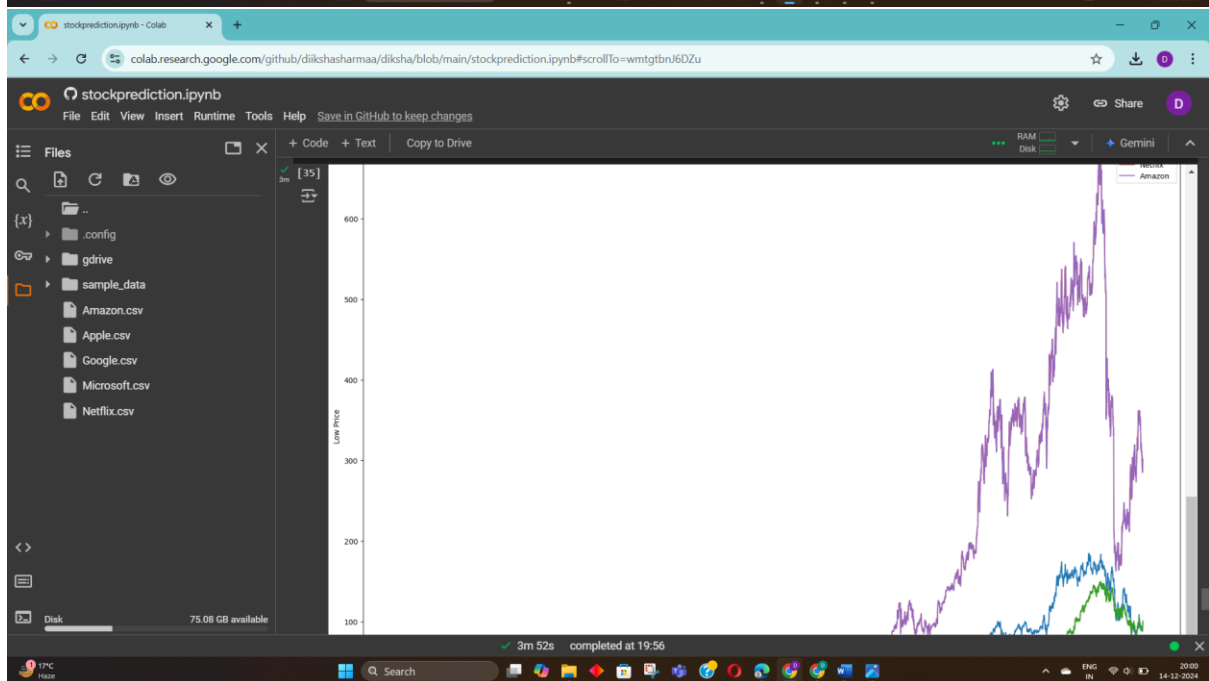 stockprediction.ipynb - Colab
colab.research.google.com/github/diikshasharmaa/diksha/blob/main/stockprediction.ipynb#scrollTo=wmtgtbnJ6DZu
D
stockprediction.ipynb
File Edit View Insert Runtime Tools Help Save in GitHub to keep changes
Share
D
Files
+ Code + Text Copy to Drive
RAM
Disk
Gemini
[35]
3m
Netflix
Amazon
..
{x}
.config
gdrive
sample_data
Amazon.csv
Apple.csv
Google.csv
Microsoft.csv
Netflix.csv
600
500
400
Low Price
300
200
100
Disk 75.08 GB available
3m 52s completed at 19:56
1
17°C
Haze
Search
ENG
IN
20:00
14-12-2024